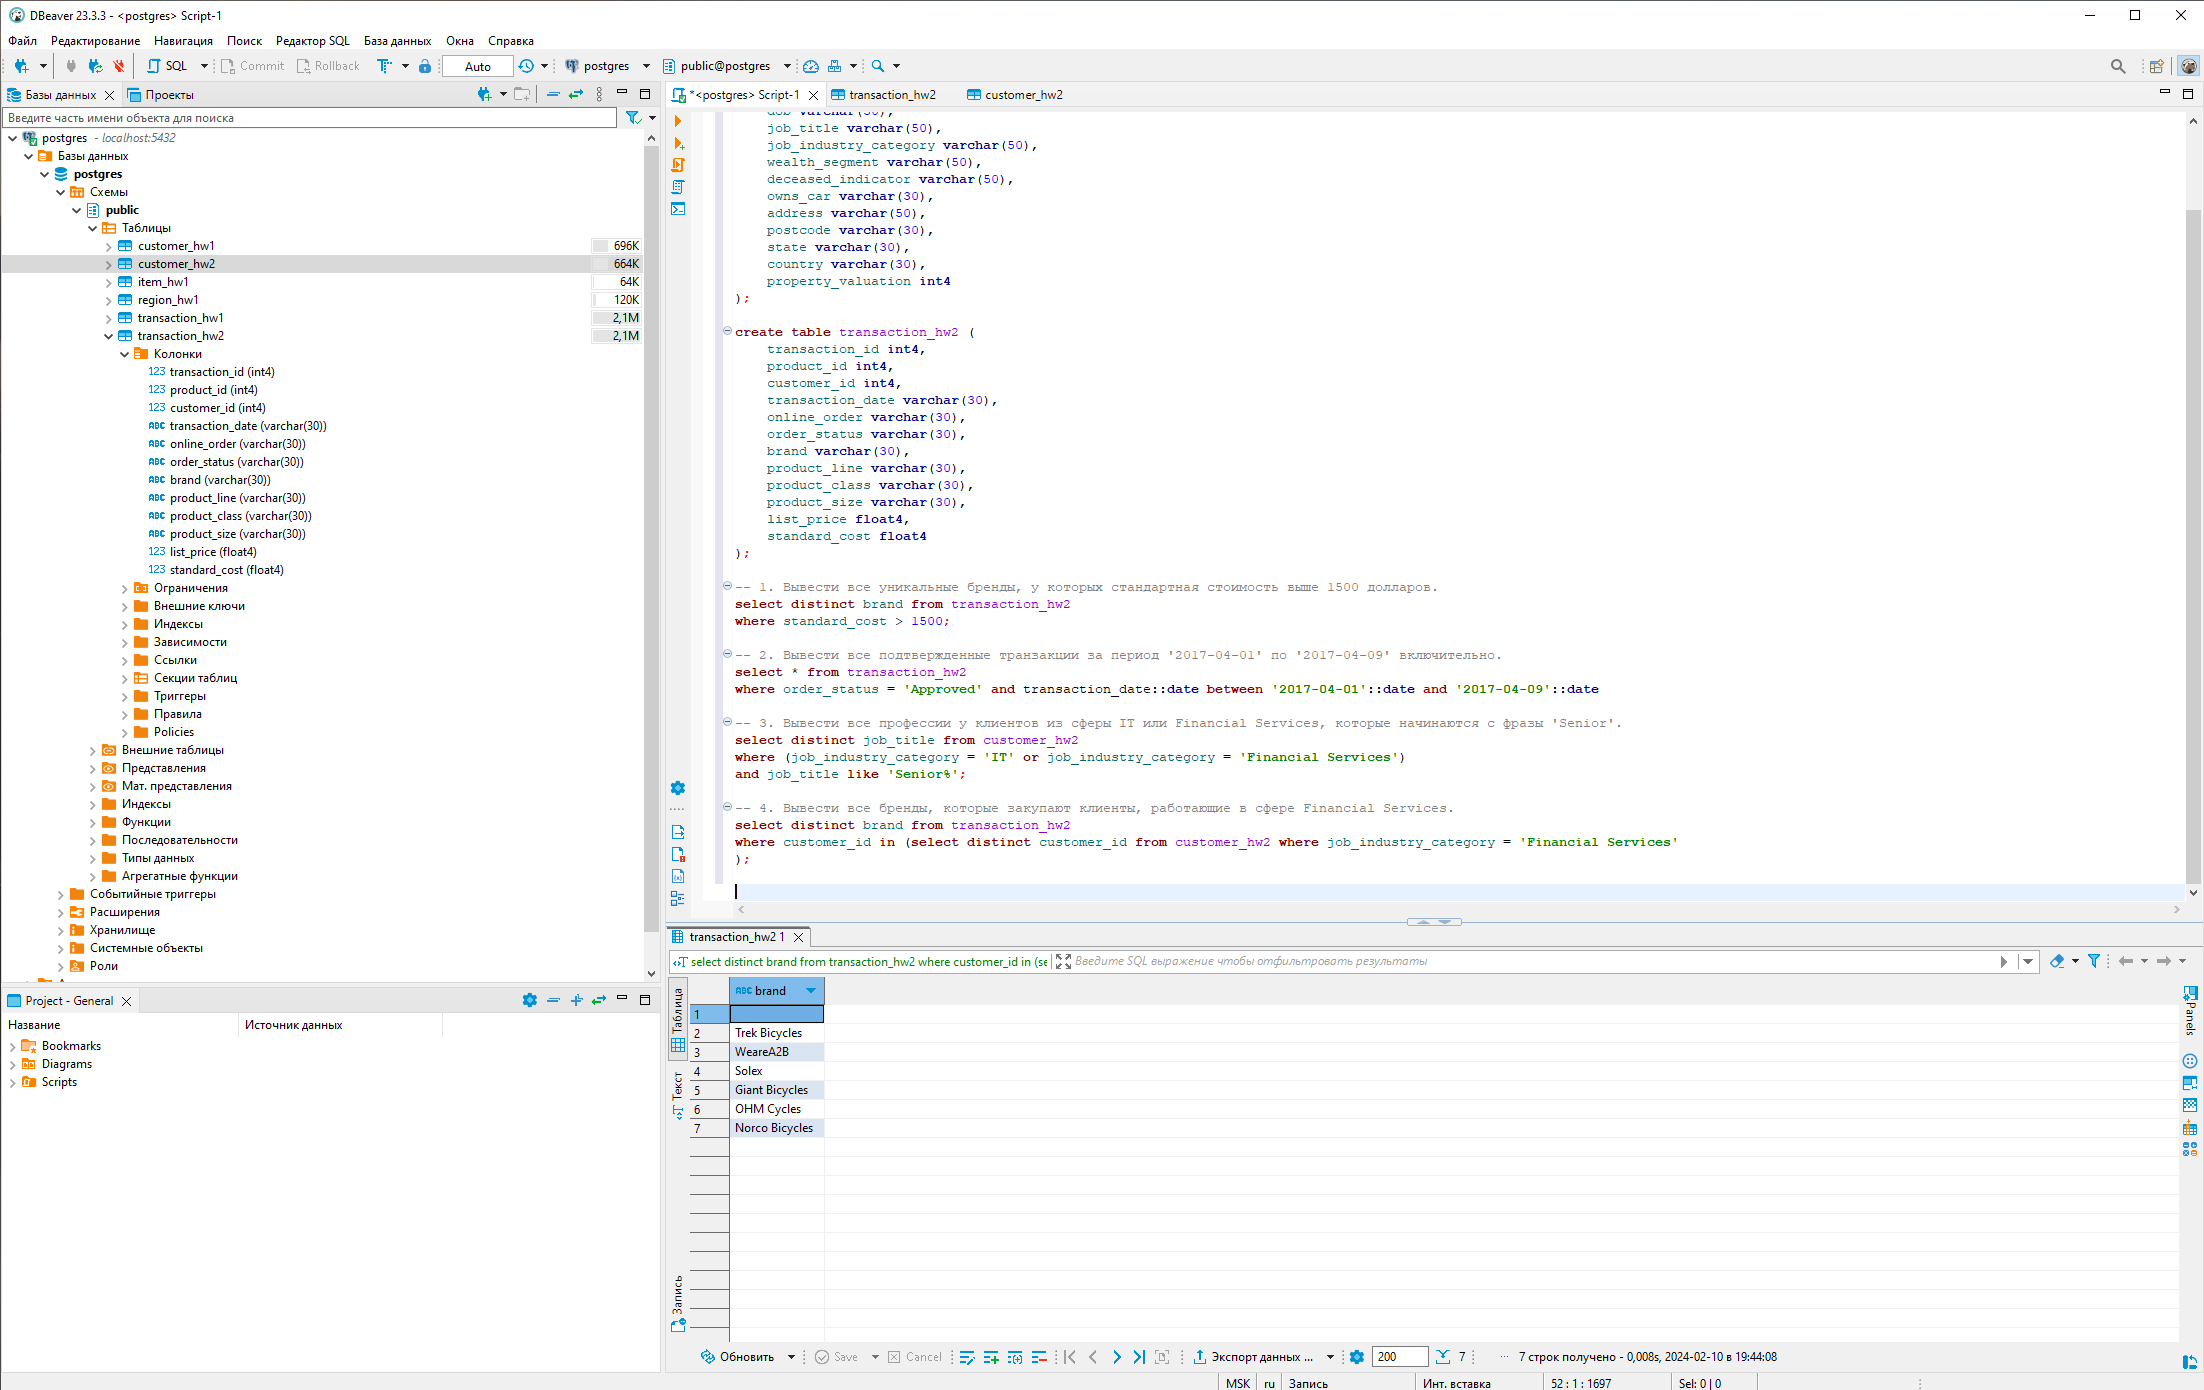 DBeaver 23.3.3 - <postgres> Script-1
Файл Редактирование Навигация Поиск Редактор SQL База данных Окна Справка
SQL Commit Rollback Auto postgres public@postgres
Базы данных Проекты
Введите часть имени объекта для поиска
postgres - localhost:5432
Базы данных
postgres
Схемы
public
Таблицы
customer_hw1 696K
customer_hw2 664K
item_hw1 64K
region_hw1 120K
transaction_hw1 2,1M
transaction_hw2 2,1M
Колонки
123 transaction_id (int4)
123 product_id (int4)
123 customer_id (int4)
ABC transaction_date (varchar(30))
ABC online_order (varchar(30))
ABC order_status (varchar(30))
ABC brand (varchar(30))
ABC product_line (varchar(30))
ABC product_class (varchar(30))
ABC product_size (varchar(30))
123 list_price (float4)
123 standard_cost (float4)
Ограничения
Внешние ключи
Индексы
Зависимости
Ссылки
Секции таблиц
Триггеры
Правила
Policies
Внешние таблицы
Представления
Мат. представления
Индексы
Функции
Последовательности
Типы данных
Агрегатные функции
Событийные триггеры
Расширения
Хранилище
Системные объекты
Роли
Project - General
Название Источник данных
Bookmarks
Diagrams
Scripts
*<postgres> Script-1 transaction_hw2 customer_hw2
job_title varchar(50),
job_industry_category varchar(50),
wealth_segment varchar(50),
deceased_indicator varchar(50),
owns_car varchar(30),
address varchar(50),
postcode varchar(30),
state varchar(30),
country varchar(30),
property_valuation int4
);
create table transaction_hw2 (
transaction_id int4,
product_id int4,
customer_id int4,
transaction_date varchar(30),
online_order varchar(30),
order_status varchar(30),
brand varchar(30),
product_line varchar(30),
product_class varchar(30),
product_size varchar(30),
list_price float4,
standard_cost float4
);
-- 1. Вывести все уникальные бренды, у которых стандартная стоимость выше 1500 долларов.
select distinct brand from transaction_hw2
where standard_cost > 1500;
-- 2. Вывести все подтвержденные транзакции за период '2017-04-01' по '2017-04-09' включительно.
select * from transaction_hw2
where order_status = 'Approved' and transaction_date::date between '2017-04-01'::date and '2017-04-09'::date
-- 3. Вывести все профессии у клиентов из сферы IT или Financial Services, которые начинаются с фразы 'Senior'.
select distinct job_title from customer_hw2
where (job_industry_category = 'IT' or job_industry_category = 'Financial Services')
and job_title like 'Senior%';
-- 4. Вывести все бренды, которые закупают клиенты, работающие в сфере Financial Services.
select distinct brand from transaction_hw2
where customer_id in (select distinct customer_id from customer_hw2 where job_industry_category = 'Financial Services'
);
transaction_hw2 1
select distinct brand from transaction_hw2 where customer_id in (se Введите SQL выражение чтобы отфильтровать результаты
Таблица
Текст
Запись
Panels
ABC brand
1
2 Trek Bicycles
3 WeareA2B
4 Solex
5 Giant Bicycles
6 OHM Cycles
7 Norco Bicycles
Обновить Save Cancel Экспорт данных ... 200 7 ··· 7 строк получено - 0,008s, 2024-02-10 в 19:44:08
MSK ru Запись Инт. вставка 52 : 1 : 1697 Sel: 0 | 0